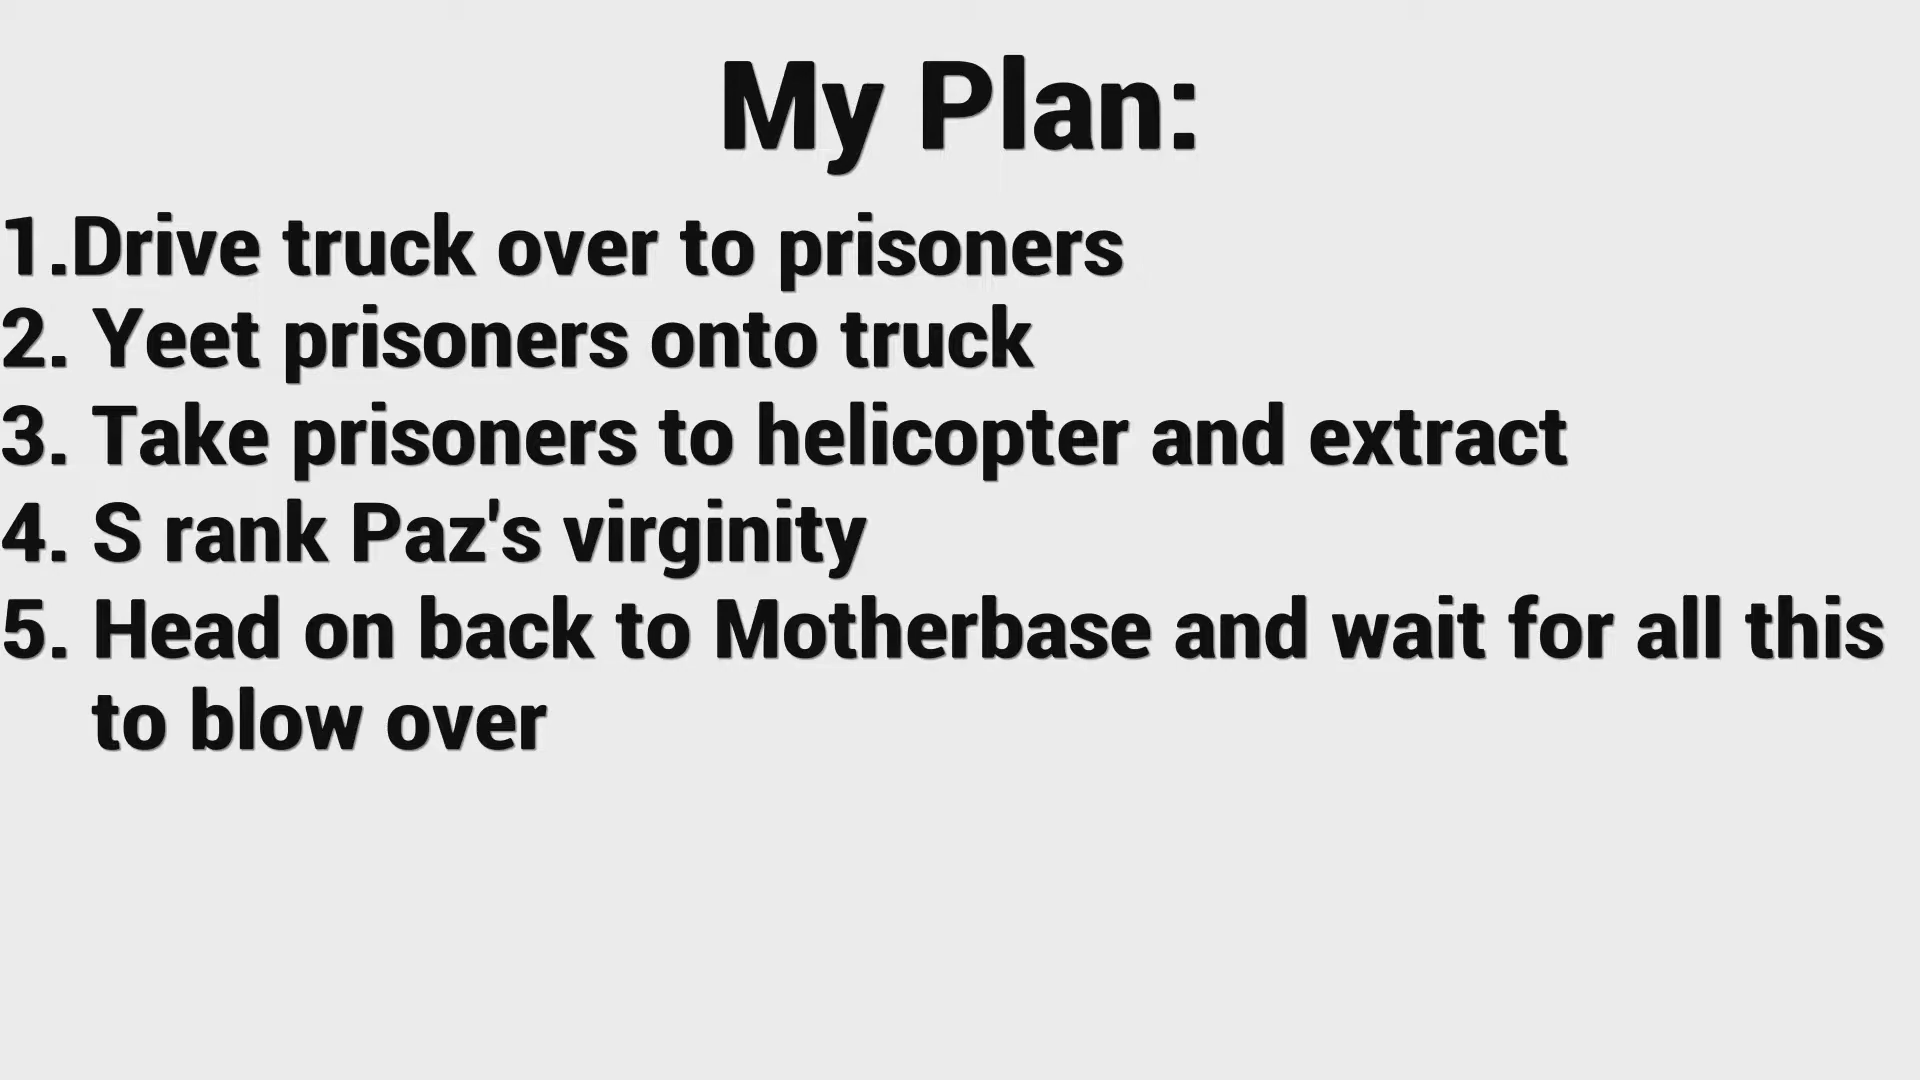 My Plan:
1.Drive truck over to prisoners
2. Yeet prisoners onto truck
3. Take prisoners to helicopter and extract
4. S rank Paz's virginity
5. Head on back to Motherbase and wait for all this
to blow over